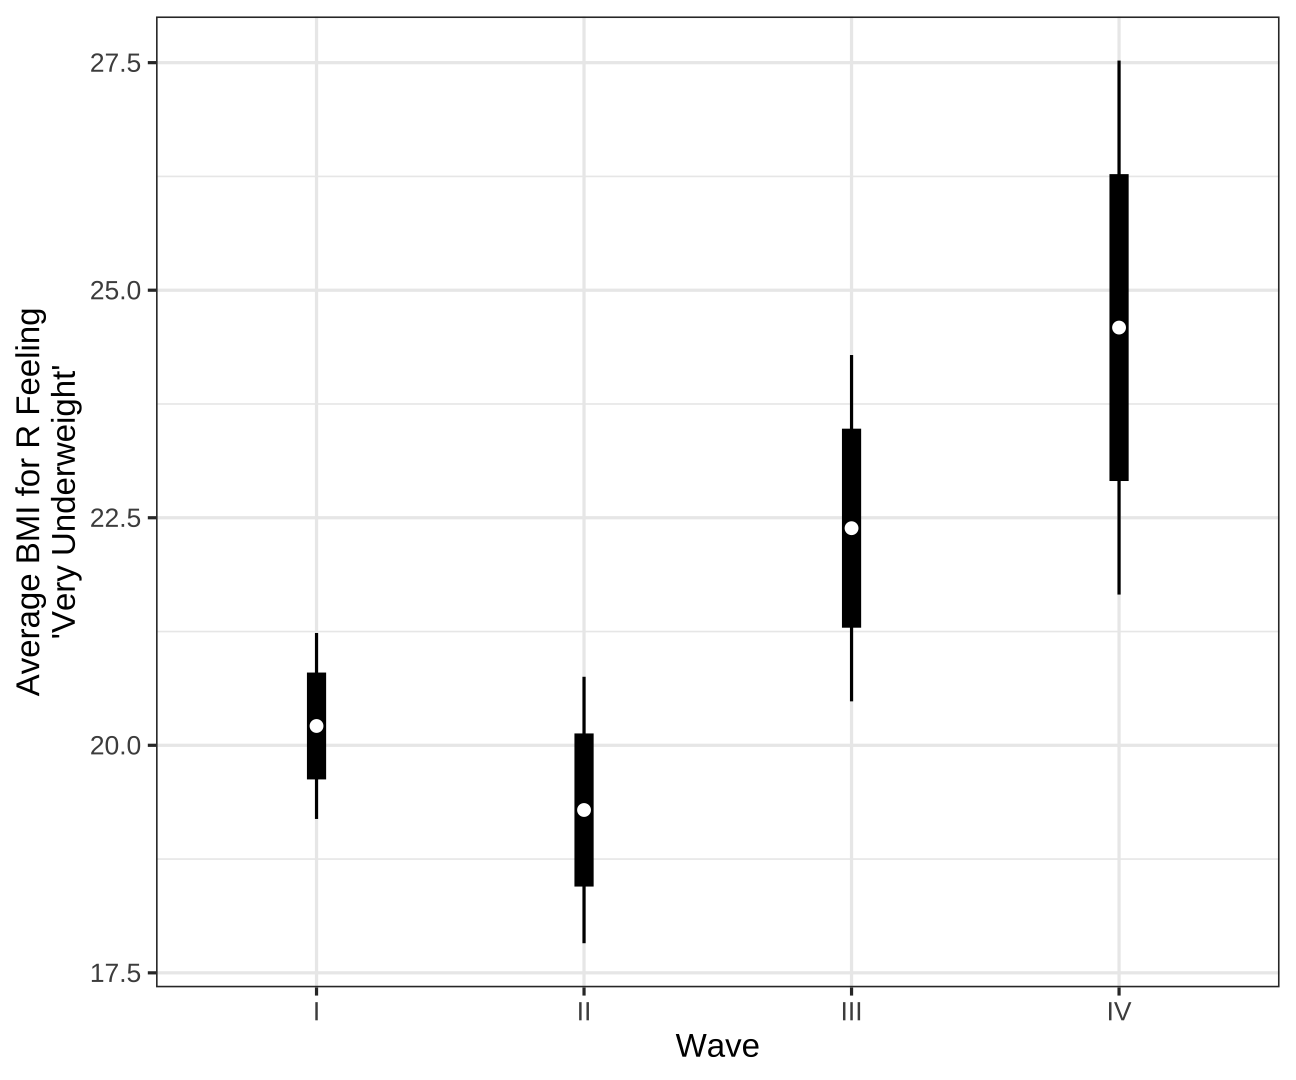 27.5
25.0
22.5
20.0
17.5
Average BMI for R Feeling
'Very Underweight'
I
II
III
IV
Wave